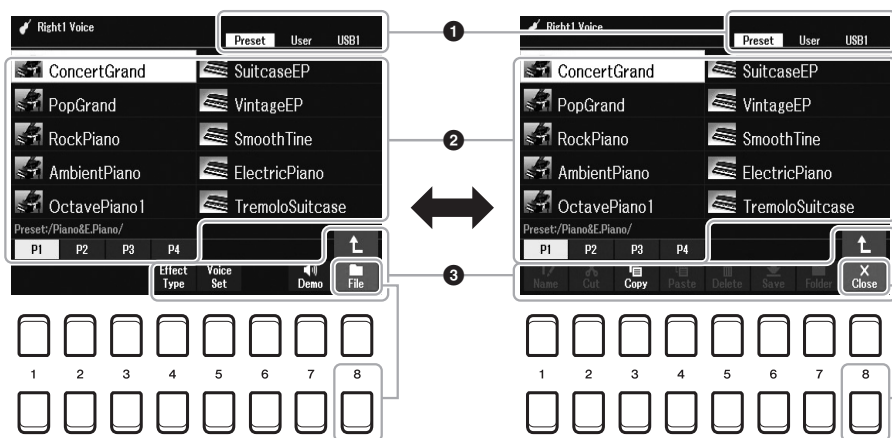 Right1 Voice
Preset User USB1
ConcertGrand SuitcaseEP
PopGrand VintageEP
RockPiano SmoothTine
AmbientPiano ElectricPiano
OctavePiano1 TremoloSuitcase
Preset:/Piano&E.Piano/
P1 P2 P3 P4
Effect Type Voice Set Demo File
1 2 3 4 5 6 7 8
1
2
3
Right1 Voice
Preset User USB1
ConcertGrand SuitcaseEP
PopGrand VintageEP
RockPiano SmoothTine
AmbientPiano ElectricPiano
OctavePiano1 TremoloSuitcase
Preset:/Piano&E.Piano/
P1 P2 P3 P4
Name Cut Copy Paste Delete Save Folder Close
1 2 3 4 5 6 7 8